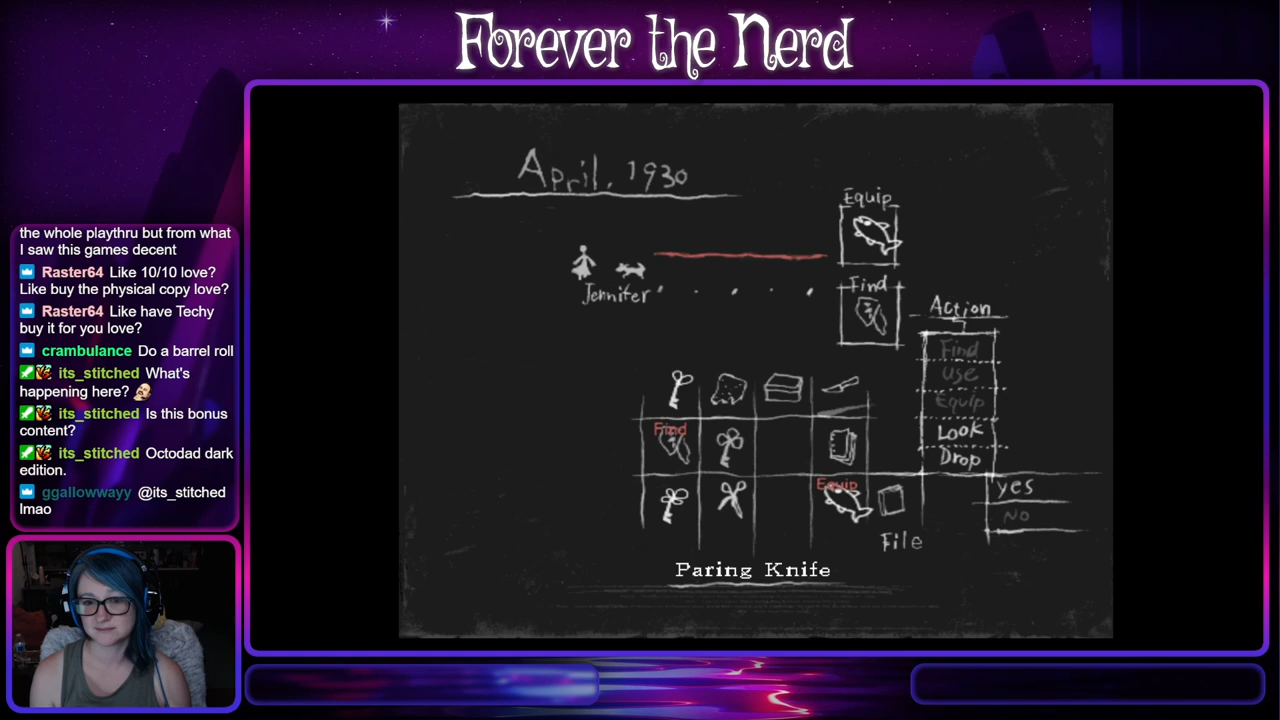 Forever the Nerd
April, 1930
Equip
Jennifer
Find
Action
Find
Use
Equip
Look
Drop
Find
Equip
Yes
No
File
Paring Knife
the whole playthru but from what
I saw this games decent
Raster64 Like 10/10 love?
Like buy the physical copy love?
Raster64 Like have Techy
buy it for you love?
crambulance Do a barrel roll
its_stitched What's
happening here?
its_stitched Is this bonus
content?
its_stitched Octodad dark
edition.
ggallowwayy @its_stitched
lmao